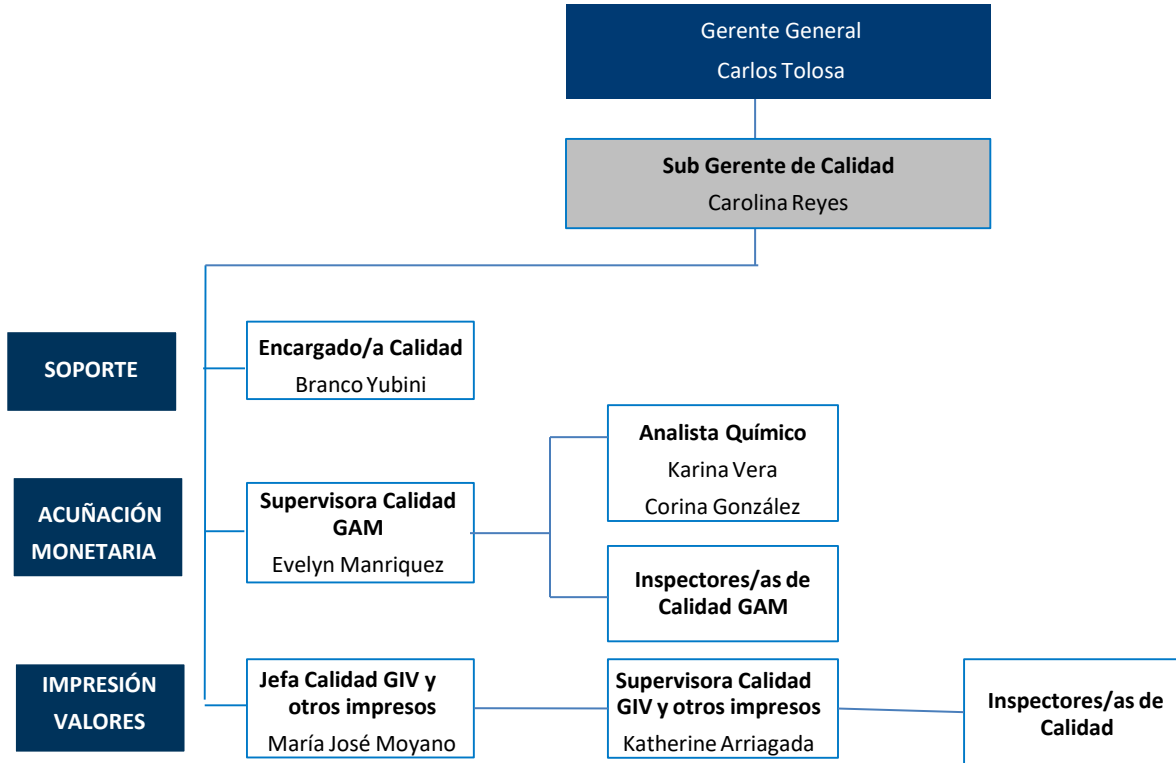 Gerente General
Carlos Tolosa
Sub Gerente de Calidad
Carolina Reyes
SOPORTE
Encargado/a Calidad
Branco Yubini
ACUÑACIÓN
MONETARIA
Supervisora Calidad
GAM
Evelyn Manriquez
Analista Químico
Karina Vera
Corina González
Inspectores/as de
Calidad GAM
IMPRESIÓN
VALORES
Jefa Calidad GIV y
otros impresos
María José Moyano
Supervisora Calidad
GIV y otros impresos
Katherine Arriagada
Inspectores/as de
Calidad